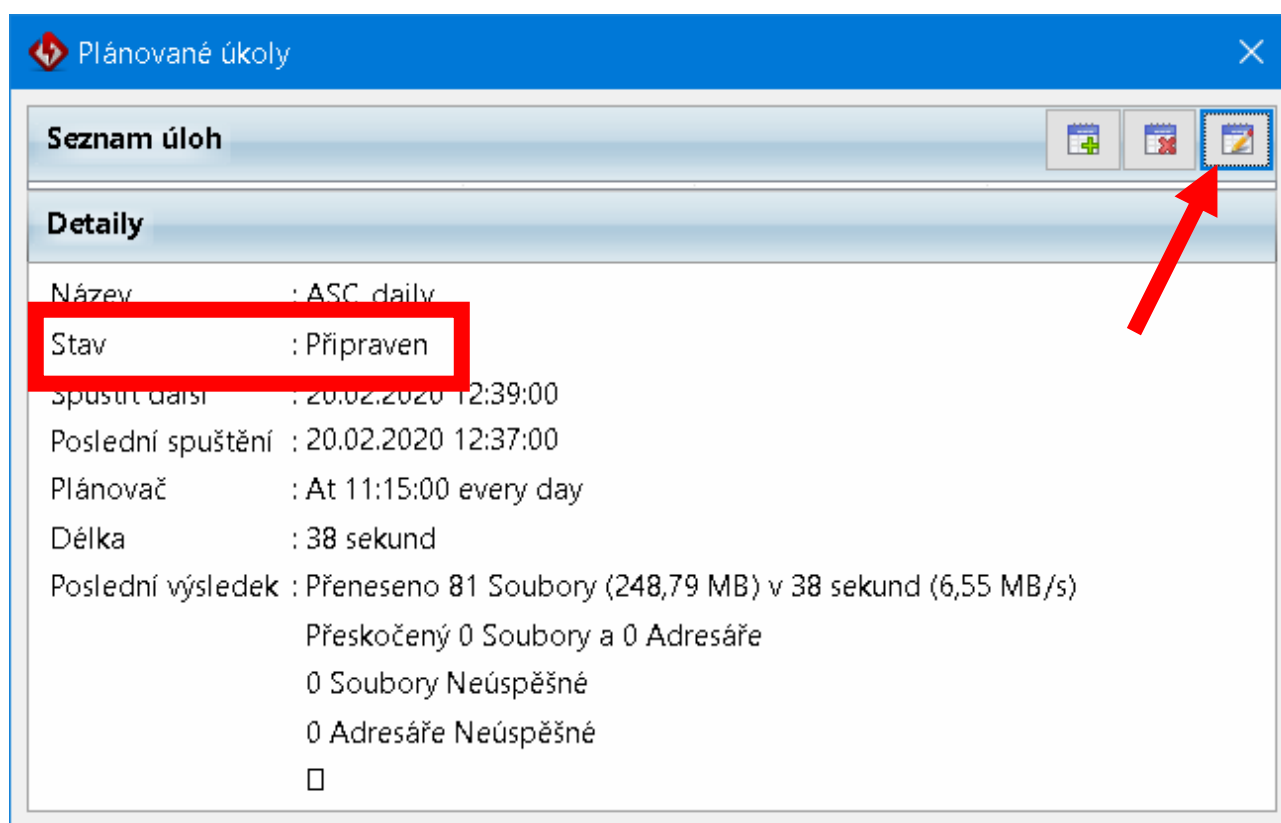 Plánované úkoly
Seznam úloh
Detaily
Název : ASC daily
Stav : Připraven
Spustit další : 20.02.2020 12:39:00
Poslední spuštění : 20.02.2020 12:37:00
Plánovač : At 11:15:00 every day
Délka : 38 sekund
Poslední výsledek : Přeneseno 81 Soubory (248,79 MB) v 38 sekund (6,55 MB/s)
Přeskočený 0 Soubory a 0 Adresáře
0 Soubory Neúspěšné
0 Adresáře Neúspěšné